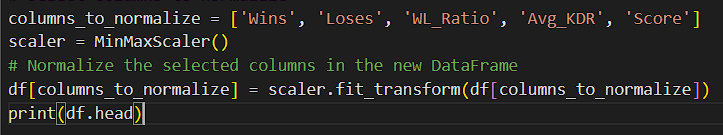 columns_to_normalize = ['Wins', 'Loses', 'WL_Ratio', 'Avg_KDR', 'Score']
scaler = MinMaxScaler()
# Normalize the selected columns in the new DataFrame
df[columns_to_normalize] = scaler.fit_transform(df[columns_to_normalize])
print(df.head)